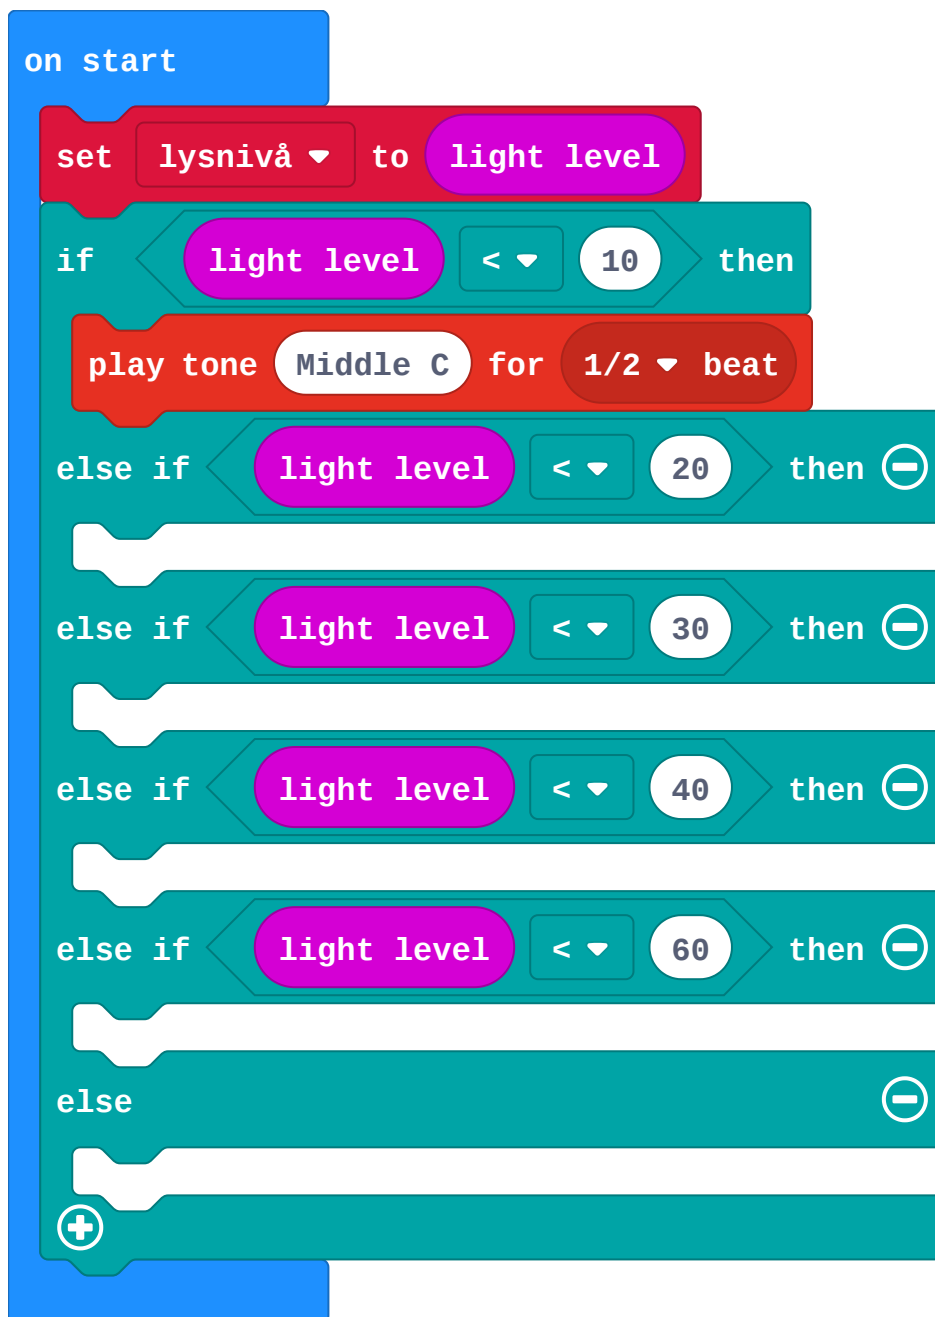 on start
set lysnivå to light level
if light level < 10 then
play tone Middle C for 1/2 beat
else if light level < 20 then
else if light level < 30 then
else if light level < 40 then
else if light level < 60 then
else